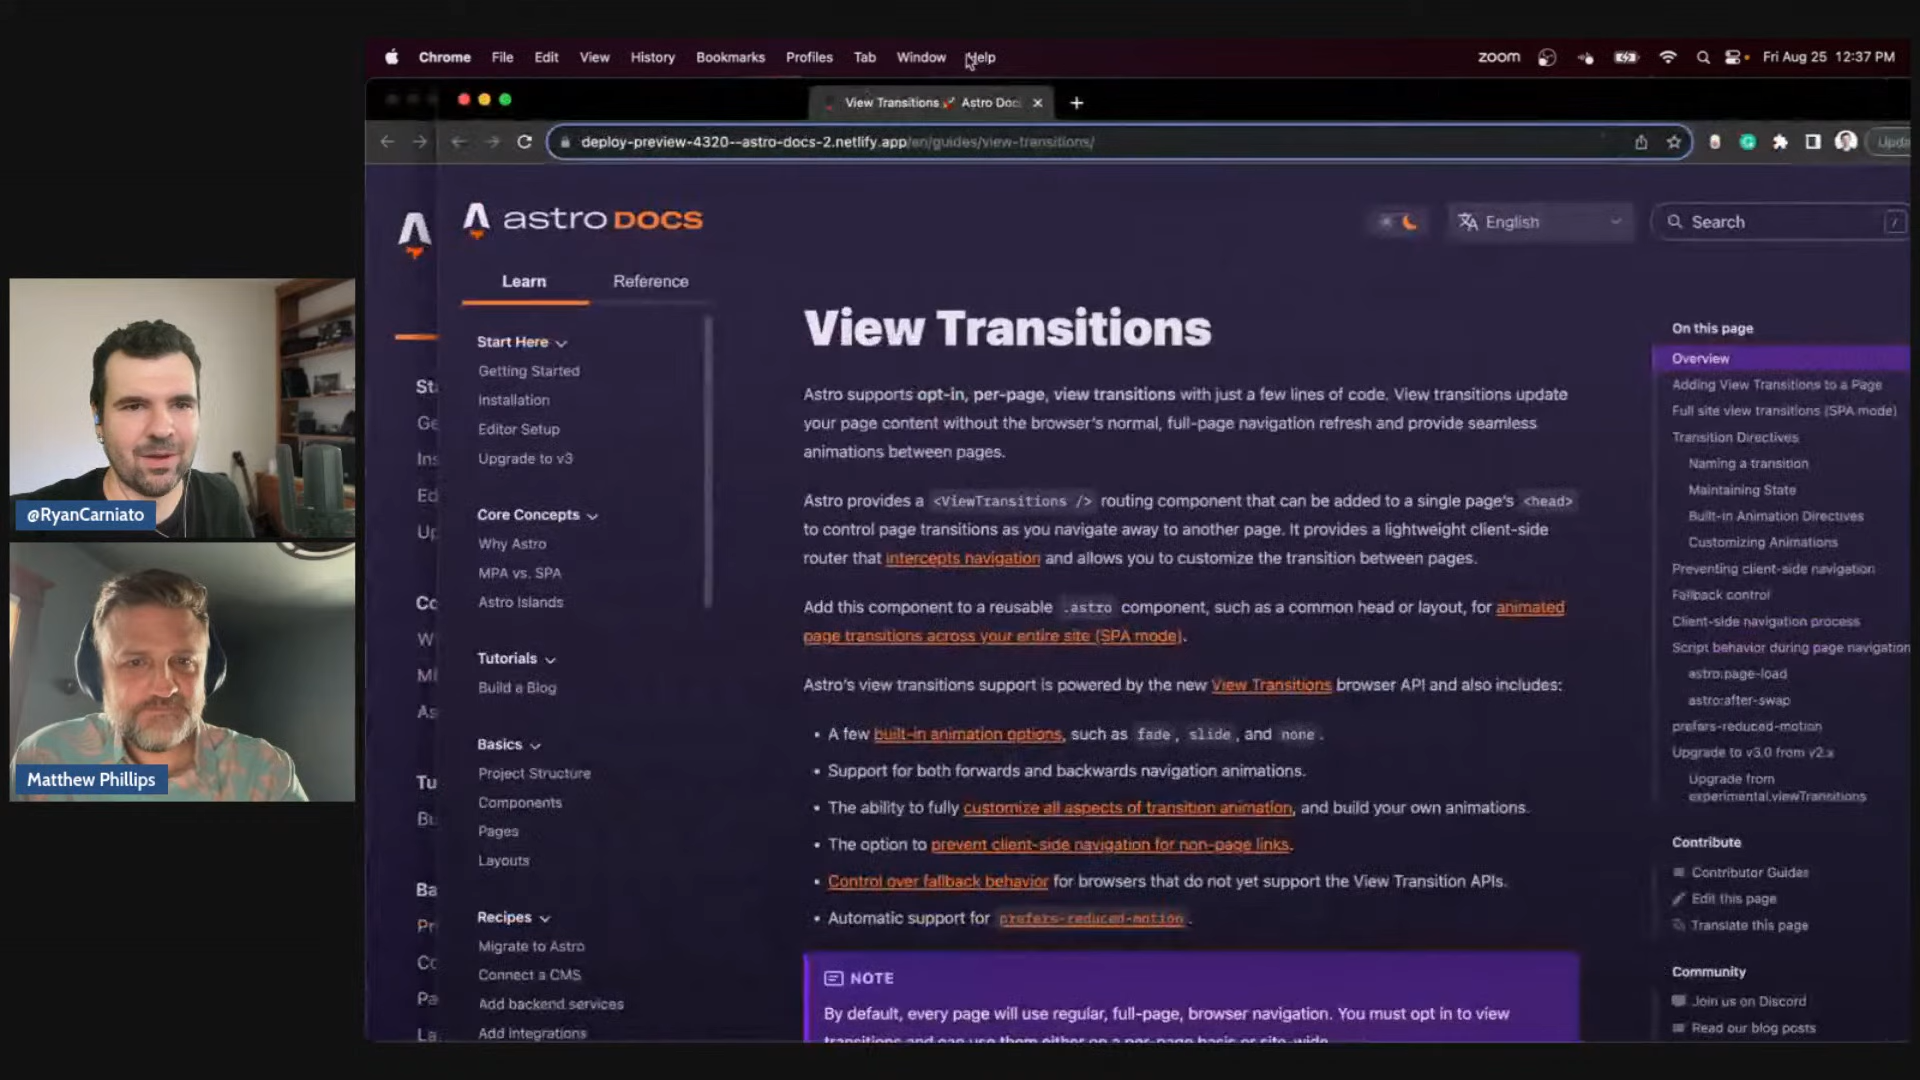 Chrome File Edit View History Bookmarks Profiles Tab Window Help
zoom Fri Aug 25 12:37 PM
View Transitions 🚀 Astro Doc
deploy-preview-4320--astro-docs-2.netlify.app/en/guides/view-transitions/
astro DOCS
English
Search
/
Learn
Reference
Start Here
Getting Started
Installation
Editor Setup
Upgrade to v3
Core Concepts
Why Astro
MPA vs. SPA
Astro Islands
Tutorials
Build a Blog
Basics
Project Structure
Components
Pages
Layouts
Recipes
Migrate to Astro
Connect a CMS
Add backend services
Add integrations
View Transitions
Astro supports opt-in, per-page, view transitions with just a few lines of code. View transitions update
your page content without the browser's normal, full-page navigation refresh and provide seamless
animations between pages.
Astro provides a <ViewTransitions /> routing component that can be added to a single page's <head>
to control page transitions as you navigate away to another page. It provides a lightweight client-side
router that intercepts navigation and allows you to customize the transition between pages.
Add this component to a reusable .astro component, such as a common head or layout, for animated
page transitions across your entire site (SPA mode).
Astro's view transitions support is powered by the new View Transitions browser API and also includes:
• A few built-in animation options, such as fade, slide, and none.
• Support for both forwards and backwards navigation animations.
• The ability to fully customize all aspects of transition animation, and build your own animations.
• The option to prevent client-side navigation for non-page links.
• Control over fallback behavior for browsers that do not yet support the View Transition APIs.
• Automatic support for prefers-reduced-motion.
NOTE
By default, every page will use regular, full-page, browser navigation. You must opt in to view
transitions and can use them either on a per-page basis or site-wide.
On this page
Overview
Adding View Transitions to a Page
Full site view transitions (SPA mode)
Transition Directives
Naming a transition
Maintaining State
Built-in Animation Directives
Customizing Animations
Preventing client-side navigation
Fallback control
Client-side navigation process
Script behavior during page navigation
astro:page-load
astro:after-swap
prefers-reduced-motion
Upgrade to v3.0 from v2.x
Upgrade from
experimental.viewTransitions
Contribute
Contributor Guides
Edit this page
Translate this page
Community
Join us on Discord
Read our blog posts
@RyanCarniato
Matthew Phillips